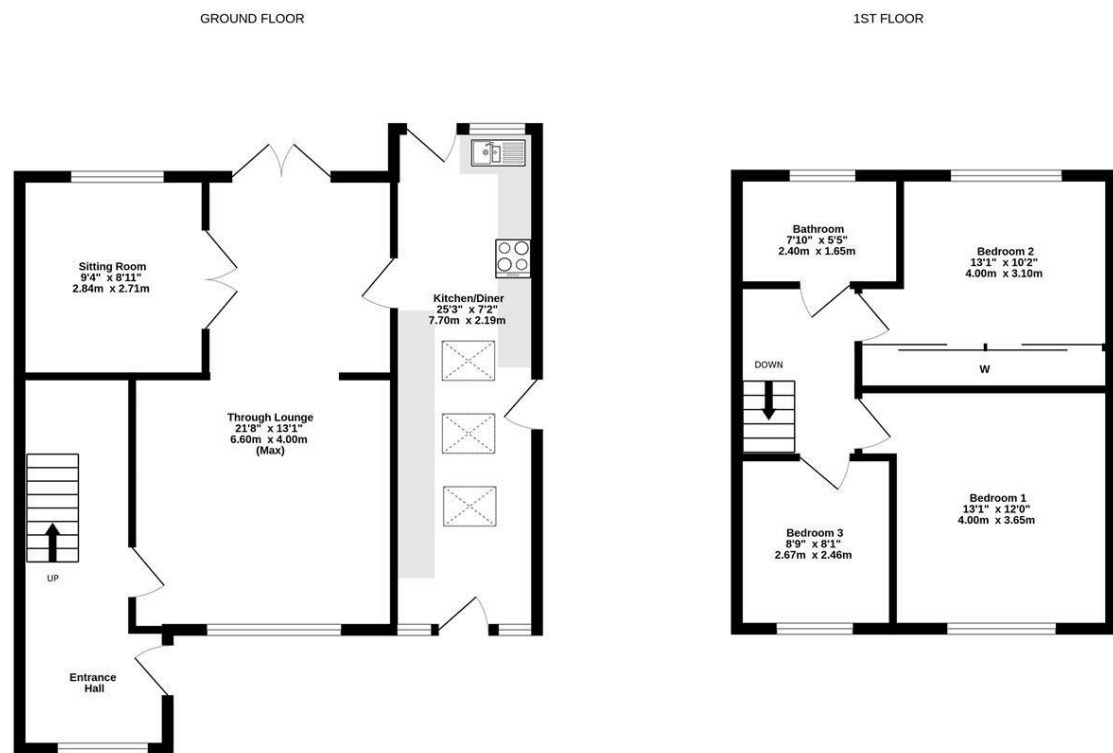 GROUND FLOOR
1ST FLOOR
Sitting Room
9'4" x 8'11"
2.84m x 2.71m
Kitchen/Diner
25'3" x 7'2"
7.70m x 2.19m
Through Lounge
21'8" x 13'1"
6.60m x 4.00m
(Max)
UP
Entrance
Hall
Bathroom
7'10" x 5'5"
2.40m x 1.65m
Bedroom 2
13'1" x 10'2"
4.00m x 3.10m
DOWN
W
Bedroom 1
13'1" x 12'0"
4.00m x 3.65m
Bedroom 3
8'9" x 8'1"
2.67m x 2.46m